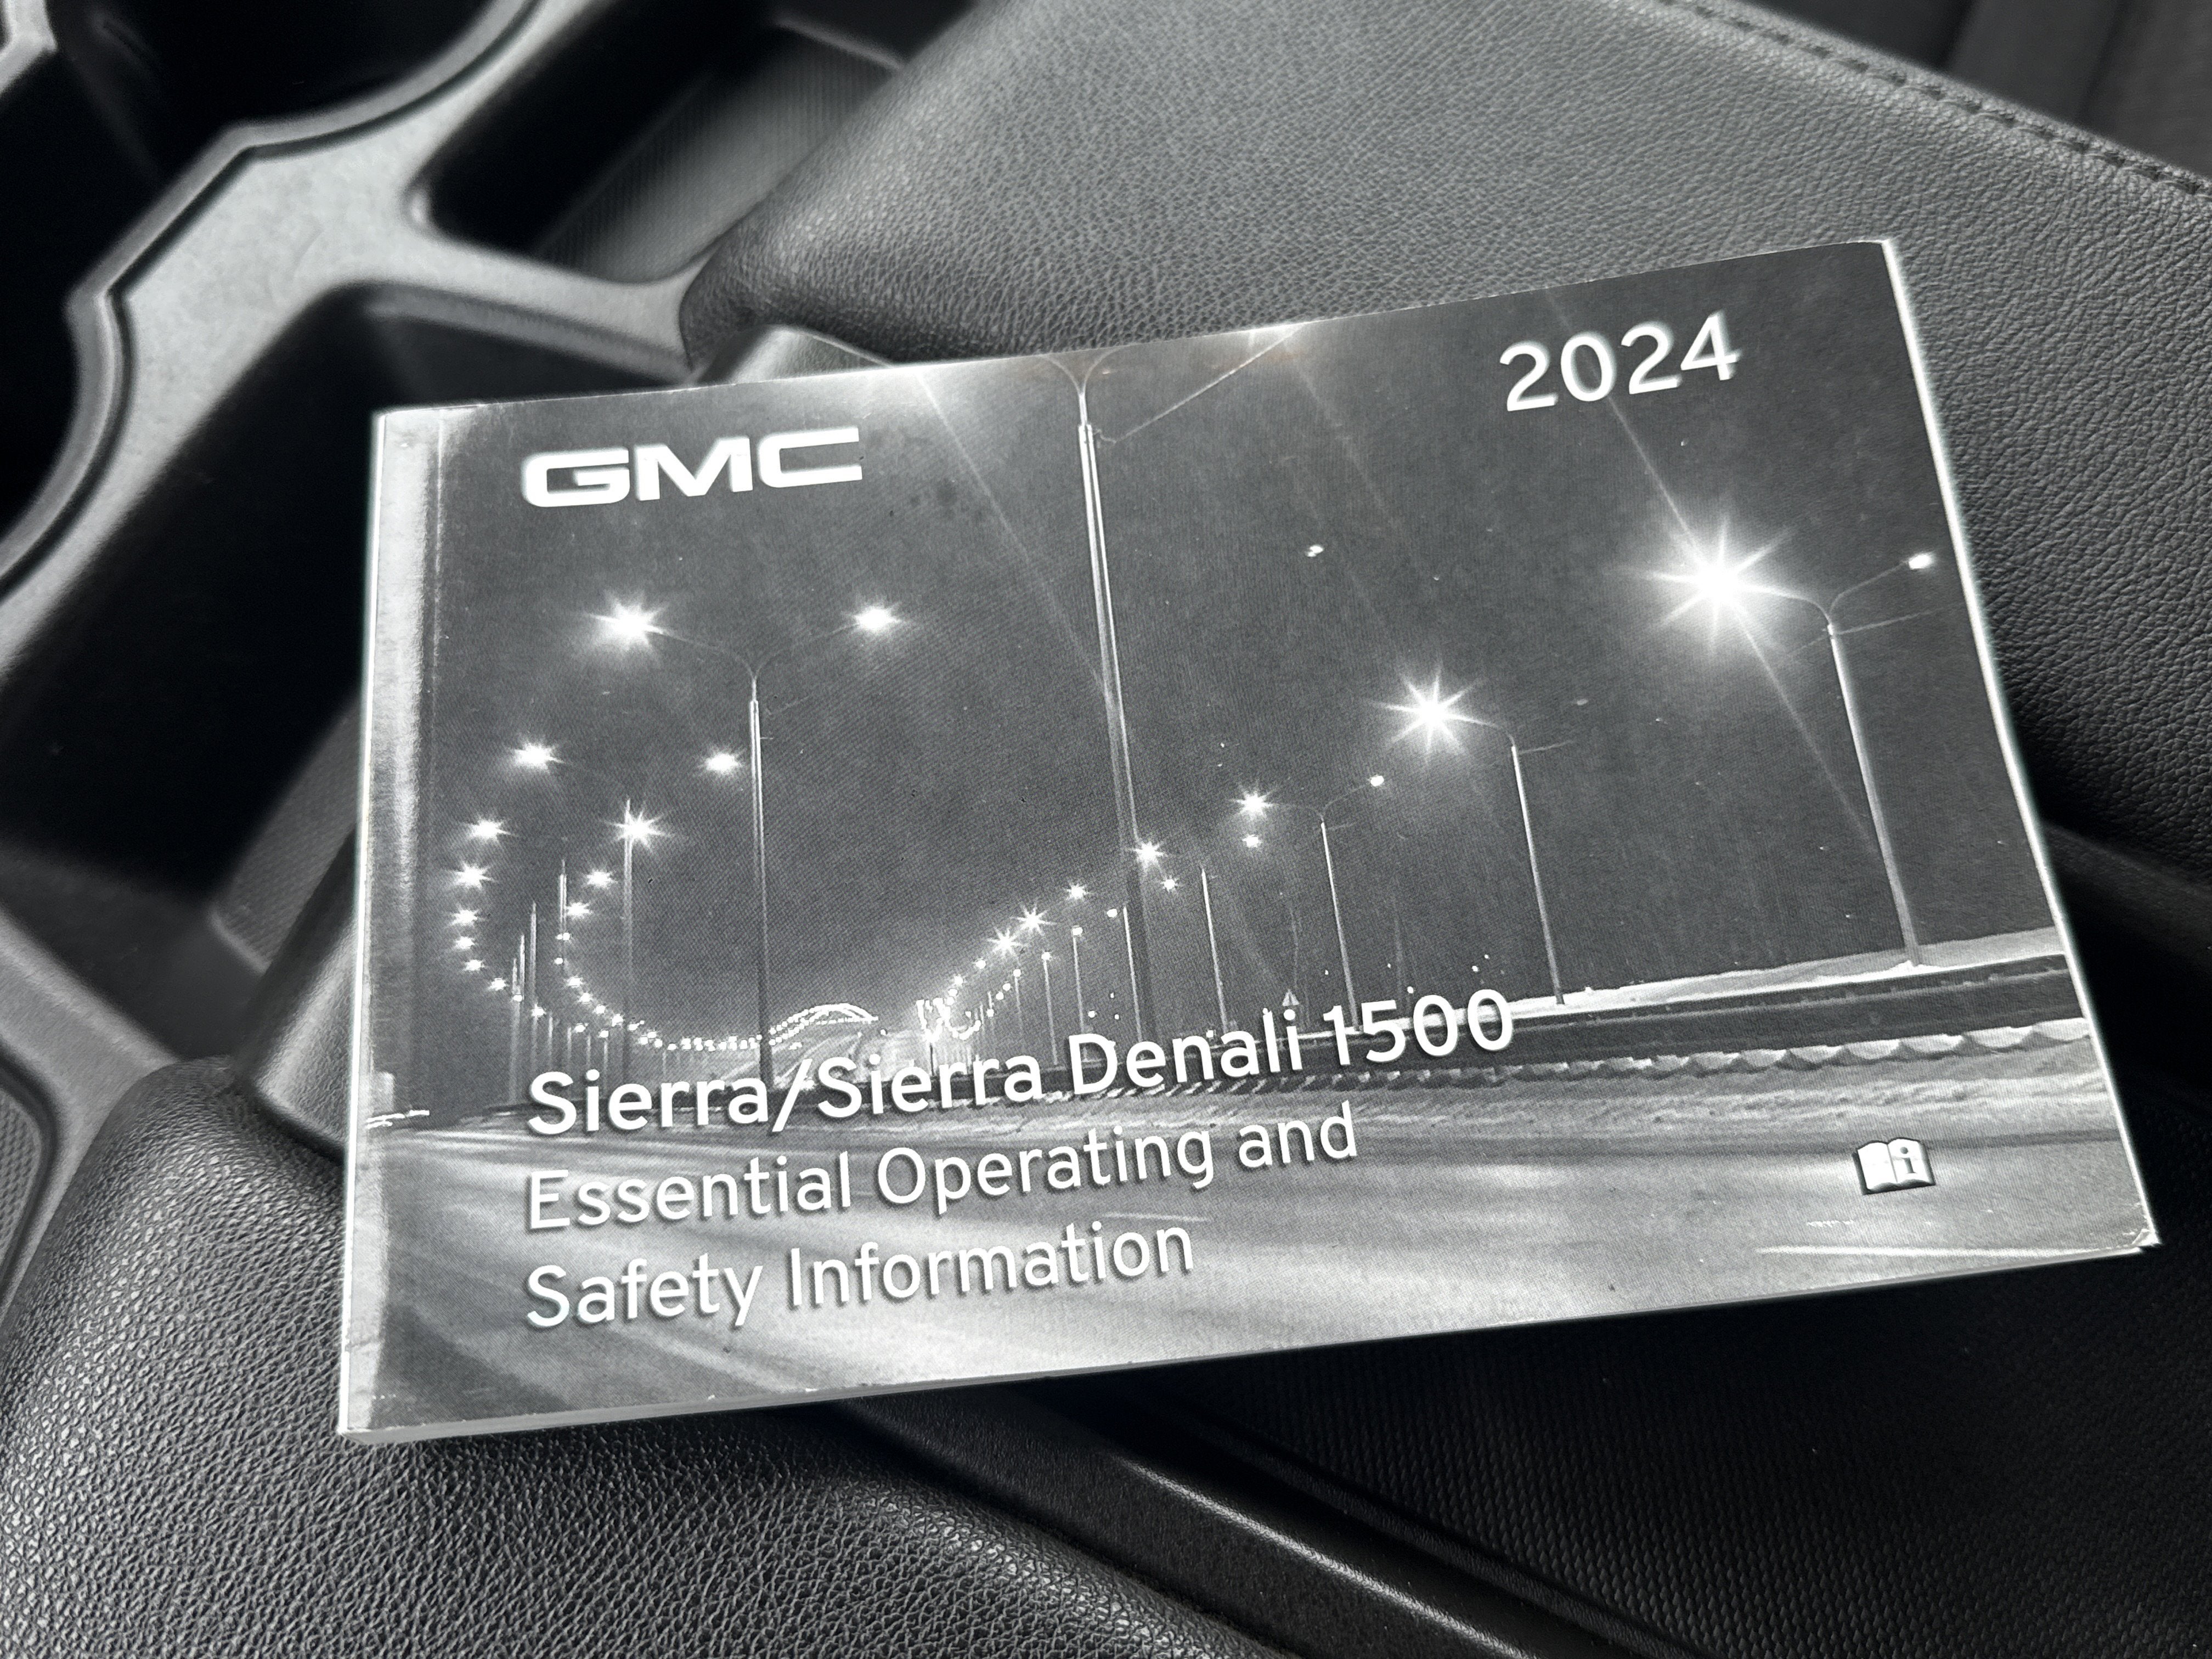 GMC
2024
Sierra/Sierra Denali 1500
Essential Operating and
Safety Information